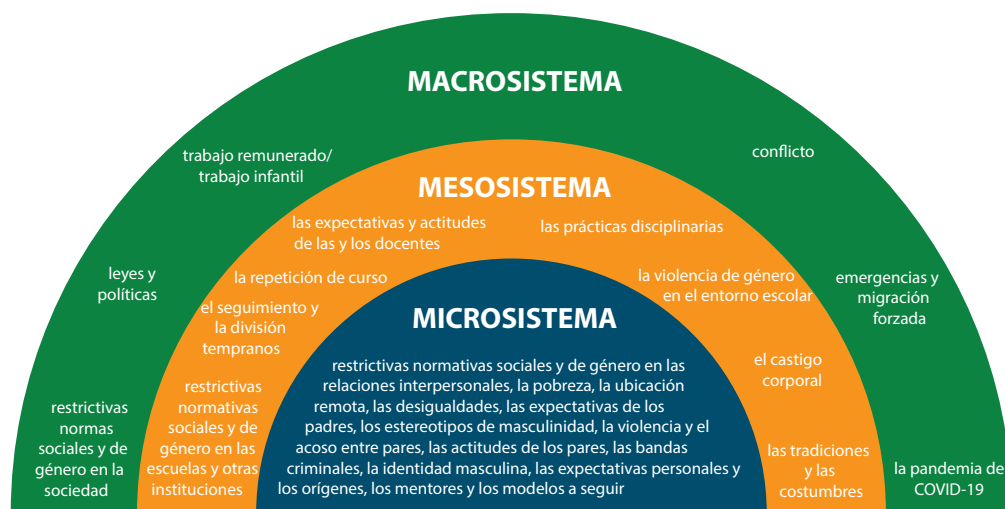 MACROSISTEMA
trabajo remunerado/
trabajo infantil
conflicto
leyes y
políticas
emergencias y
migración
forzada
restrictivas
normas
sociales y de
género en la
sociedad
la pandemia de
COVID-19
MESOSISTEMA
las expectativas y actitudes
de las y los docentes
las prácticas disciplinarias
la repetición de curso
la violencia de género
en el entorno escolar
el seguimiento y
la división
tempranos
el castigo
corporal
restrictivas
normativas
sociales y de
género en las
escuelas y otras
instituciones
las tradiciones
y las
costumbres
MICROSISTEMA
restrictivas normativas sociales y de género en las
relaciones interpersonales, la pobreza, la ubicación
remota, las desigualdades, las expectativas de los
padres, los estereotipos de masculinidad, la violencia y el
acoso entre pares, las actitudes de los pares, las bandas
criminales, la identidad masculina, las expectativas personales y
los orígenes, los mentores y los modelos a seguir